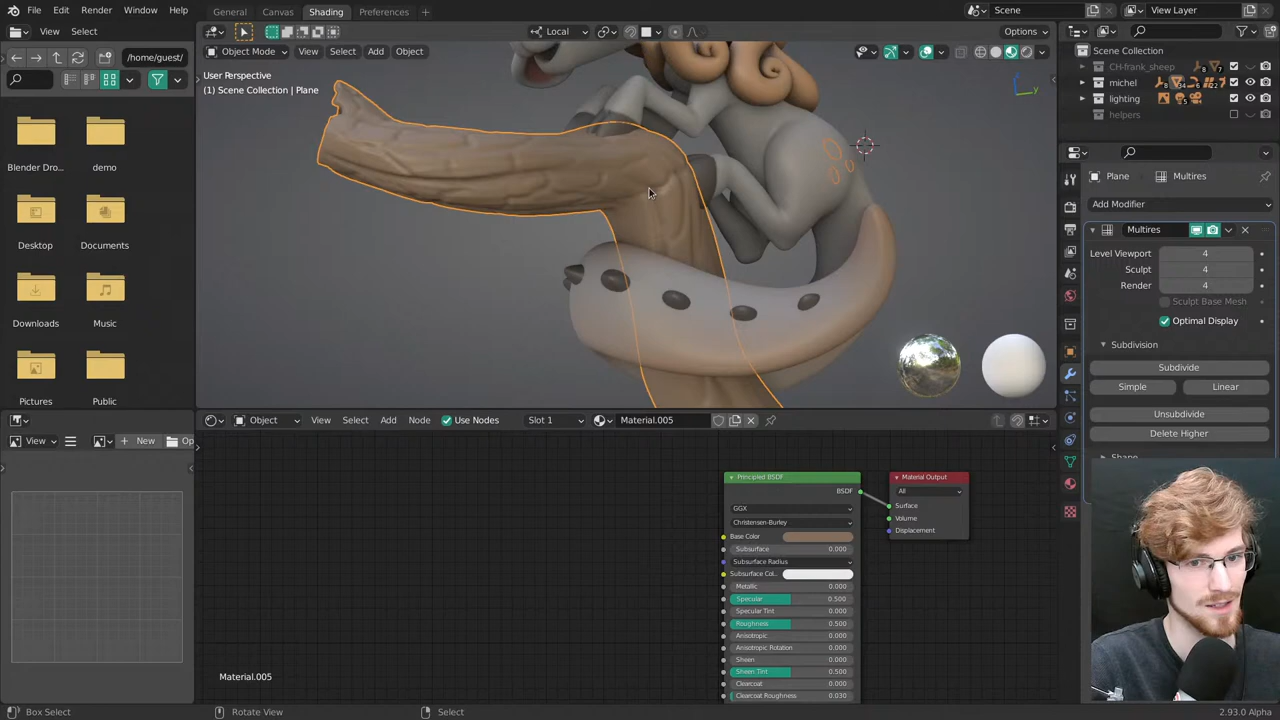 File Edit Render Window Help General Canvas Shading Preferences + Scene View Layer
View Select /home/guest/ Local Options
Object Mode View Select Add Object
User Perspective
(1) Scene Collection | Plane
Scene Collection
CH-frank_sheep
michel
lighting
helpers
Blender Dro... demo
Desktop Documents
Downloads Music
Pictures Public
Plane Multires
Add Modifier
Multires
Level Viewport 4
Sculpt 4
Render 4
Sculpt Base Mesh
Optimal Display
Subdivision
Subdivide
Simple Linear
Unsubdivide
Delete Higher
View New Op
Object View Select Add Node Use Nodes Slot 1 Material.005
Principled BSDF
BSDF
GGX
Christensen-Burley
Base Color
Subsurface 0.000
Subsurface Radius
Subsurface Col..
Metallic 0.000
Specular 0.500
Specular Tint 0.000
Roughness 0.500
Anisotropic 0.000
Anisotropic Rotation 0.000
Sheen 0.000
Sheen Tint 0.500
Clearcoat 0.000
Clearcoat Roughness 0.030
Material Output
All
Surface
Volume
Displacement
Material.005
Box Select Rotate View Select 2.93.0 Alpha